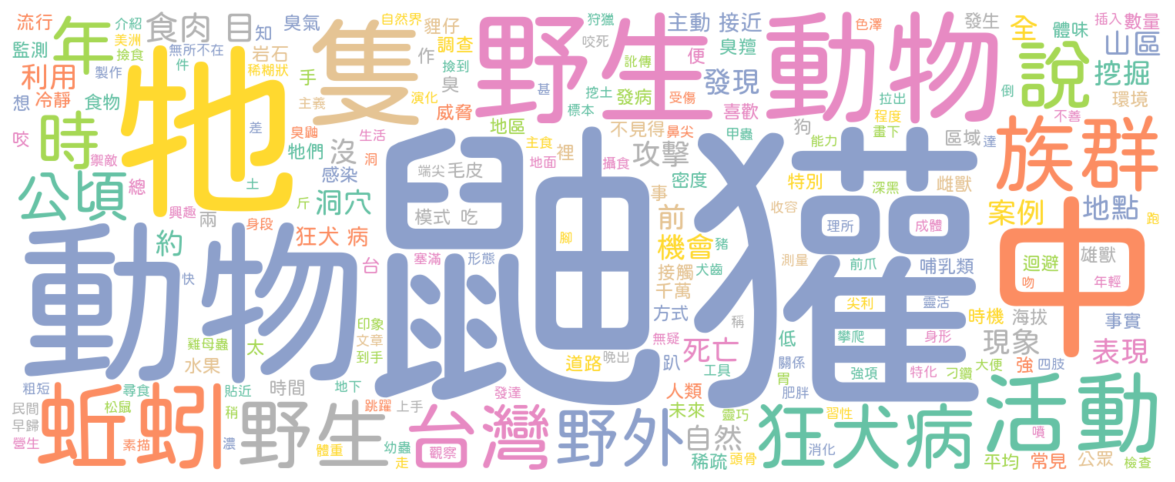 流行 介紹 食肉目 臭氣 自然界 貍仔 狩獵 主動 接近 色澤 發生 全 體味 插入 數量
監測 年 美洲 撿食 知 無所不在 隻 作 調查 咬死 野生動物 臭羶 說 山區
利用 製作 件 岩石 稀糊狀 手 撿到 臭 訛傳 便 發現 挖掘
想 冷靜 食物 牠 主義 演化 威脅 甚 挖土 標本 發病 受傷 喜歡 拉出 程度 倒 環境
咬 時 禦敵 差 臭鼬 牠們 生活 沒 洞 地區 主食 不見得 鼻尖 甲蟲 狗 能力 畫下 區域 達 不善 族群
公頃 總 土 感染 端尖 毛皮 地面 裡 攝食 攻擊 密度 特別 深黑 雌獸
興趣 兩 斤 身段 洞穴 模式 吃 事 前 收容 理所 成體 案例 地點 跑
約 狂犬病 台 塞滿 形態 腳 機會 豬 接觸 犬齒 測量 前爪 哺乳類 迴避 中 雄獸
動物 快 鼬獾 千萬 尖利 靈活 吻 年輕
印象 文章 到手 方式 稱 無疑 低 攀爬 身形 時機 海拔 事實
雞母蟲 太 水果 晚出 道路 趴 死亡 工具 關係 胃 強項 特化 刁鑽 現象 大便 強 四肢 表現
粗短 尋食 貼近 時間 地下 發達 人類 肥胖
民間 早歸 蚯蚓 松鼠 稍 野生 跳躍 上手 台灣 野外 未來 靈巧 狂犬病 習性 活動 噴
營生 素描 濃 體重 幼蟲 走 觀察 自然 稀疏 頭骨 消化 平均 常見 公眾 檢查